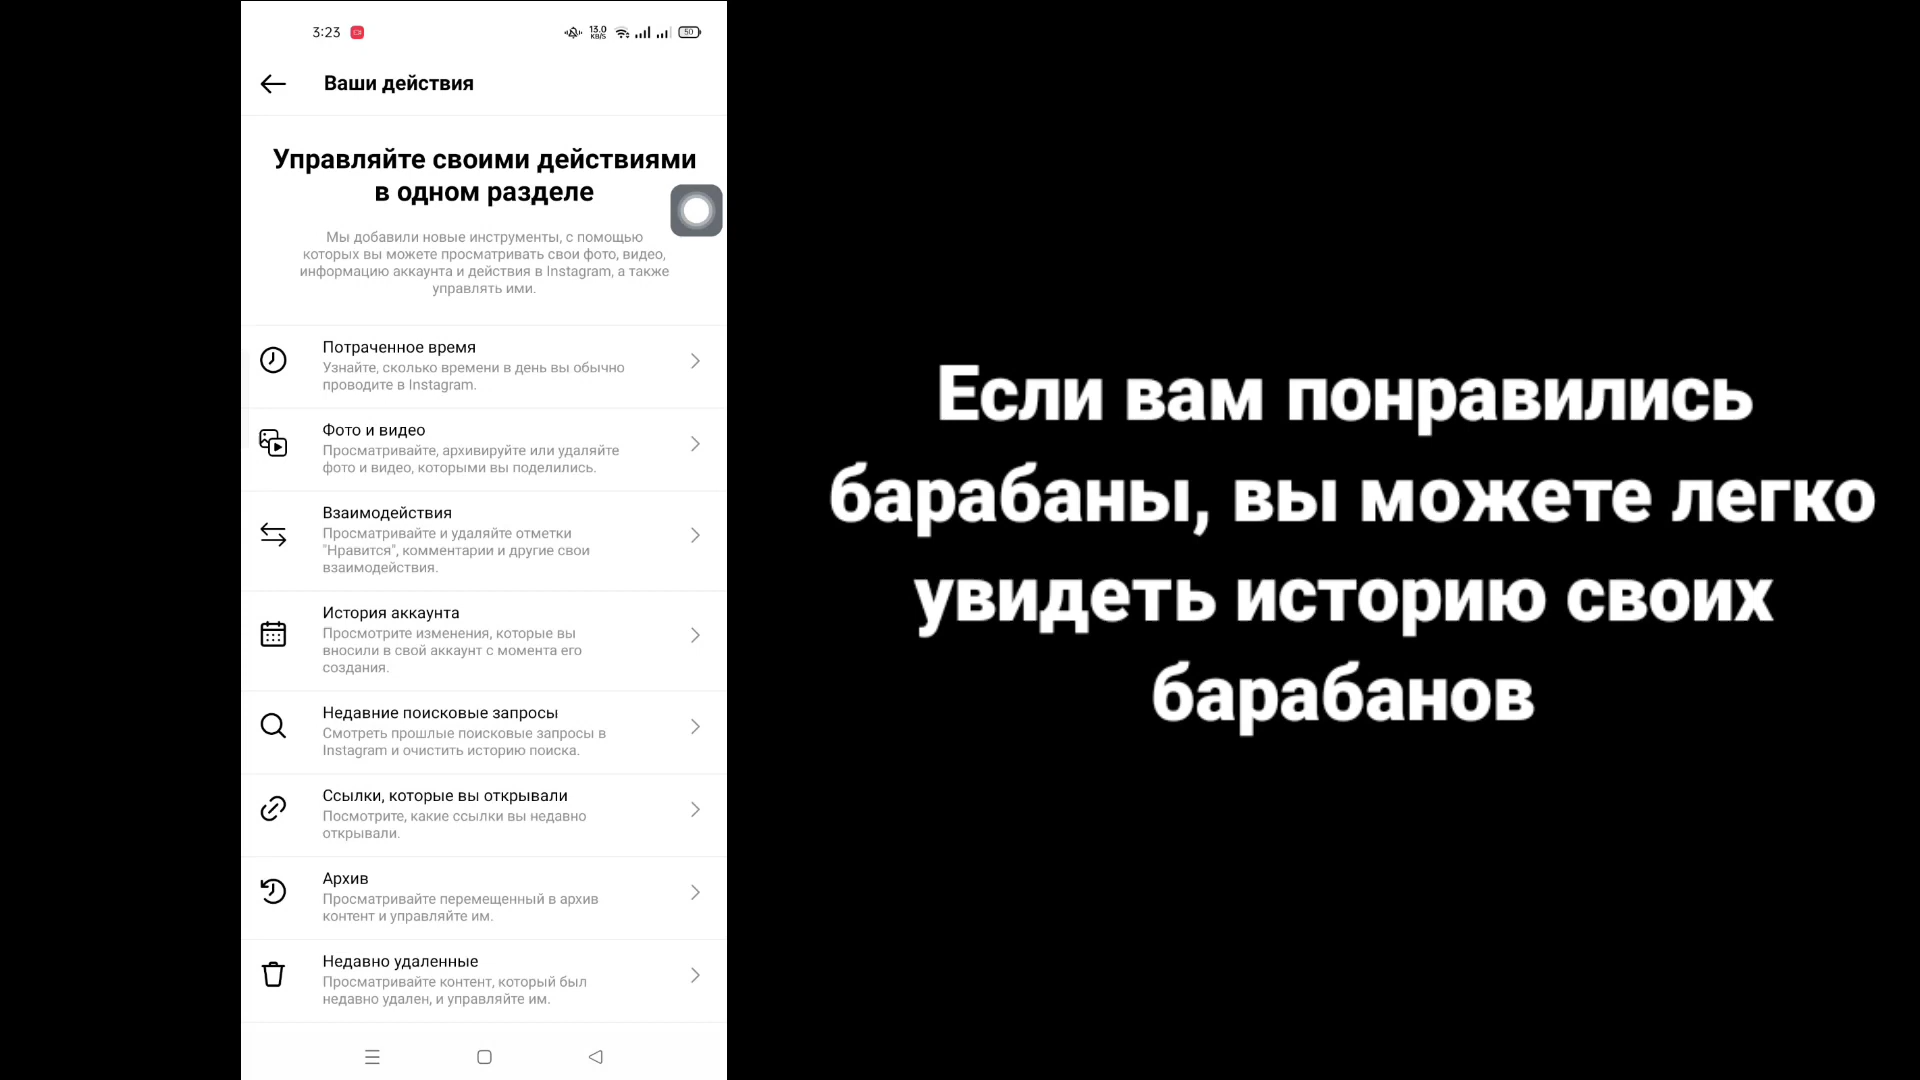 3:23
13.0
KB/S
50
Ваши действия
Управляйте своими действиями
в одном разделе
Мы добавили новые инструменты, с помощью
которых вы можете просматривать свои фото, видео,
информацию аккаунта и действия в Instagram, а также
управлять ими.
Потраченное время
Узнайте, сколько времени в день вы обычно
проводите в Instagram.
Фото и видео
Просматривайте, архивируйте или удаляйте
фото и видео, которыми вы поделились.
Взаимодействия
Просматривайте и удаляйте отметки
"Нравится", комментарии и другие свои
взаимодействия.
История аккаунта
Просмотрите изменения, которые вы
вносили в свой аккаунт с момента его
создания.
Недавние поисковые запросы
Смотреть прошлые поисковые запросы в
Instagram и очистить историю поиска.
Ссылки, которые вы открывали
Посмотрите, какие ссылки вы недавно
открывали.
Архив
Просматривайте перемещенный в архив
контент и управляйте им.
Недавно удаленные
Просматривайте контент, который был
недавно удален, и управляйте им.
Если вам понравились
барабаны, вы можете легко
увидеть историю своих
барабанов